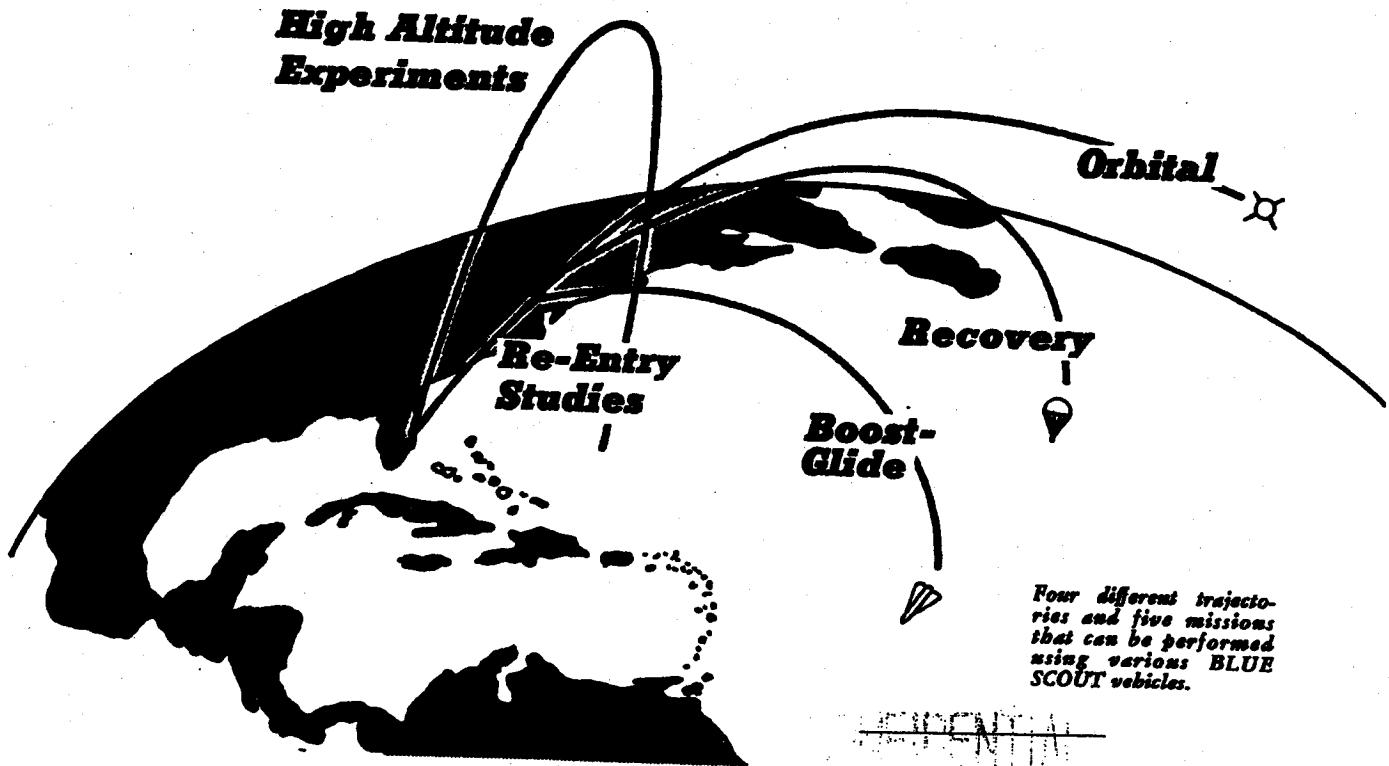 High Altitude
Experiments
Orbital
Recovery
Re-Entry
Studies
Boost-
Glide
Four different trajecto-
ries and five missions
that can be performed
using various BLUE
SCOUT vehicles.